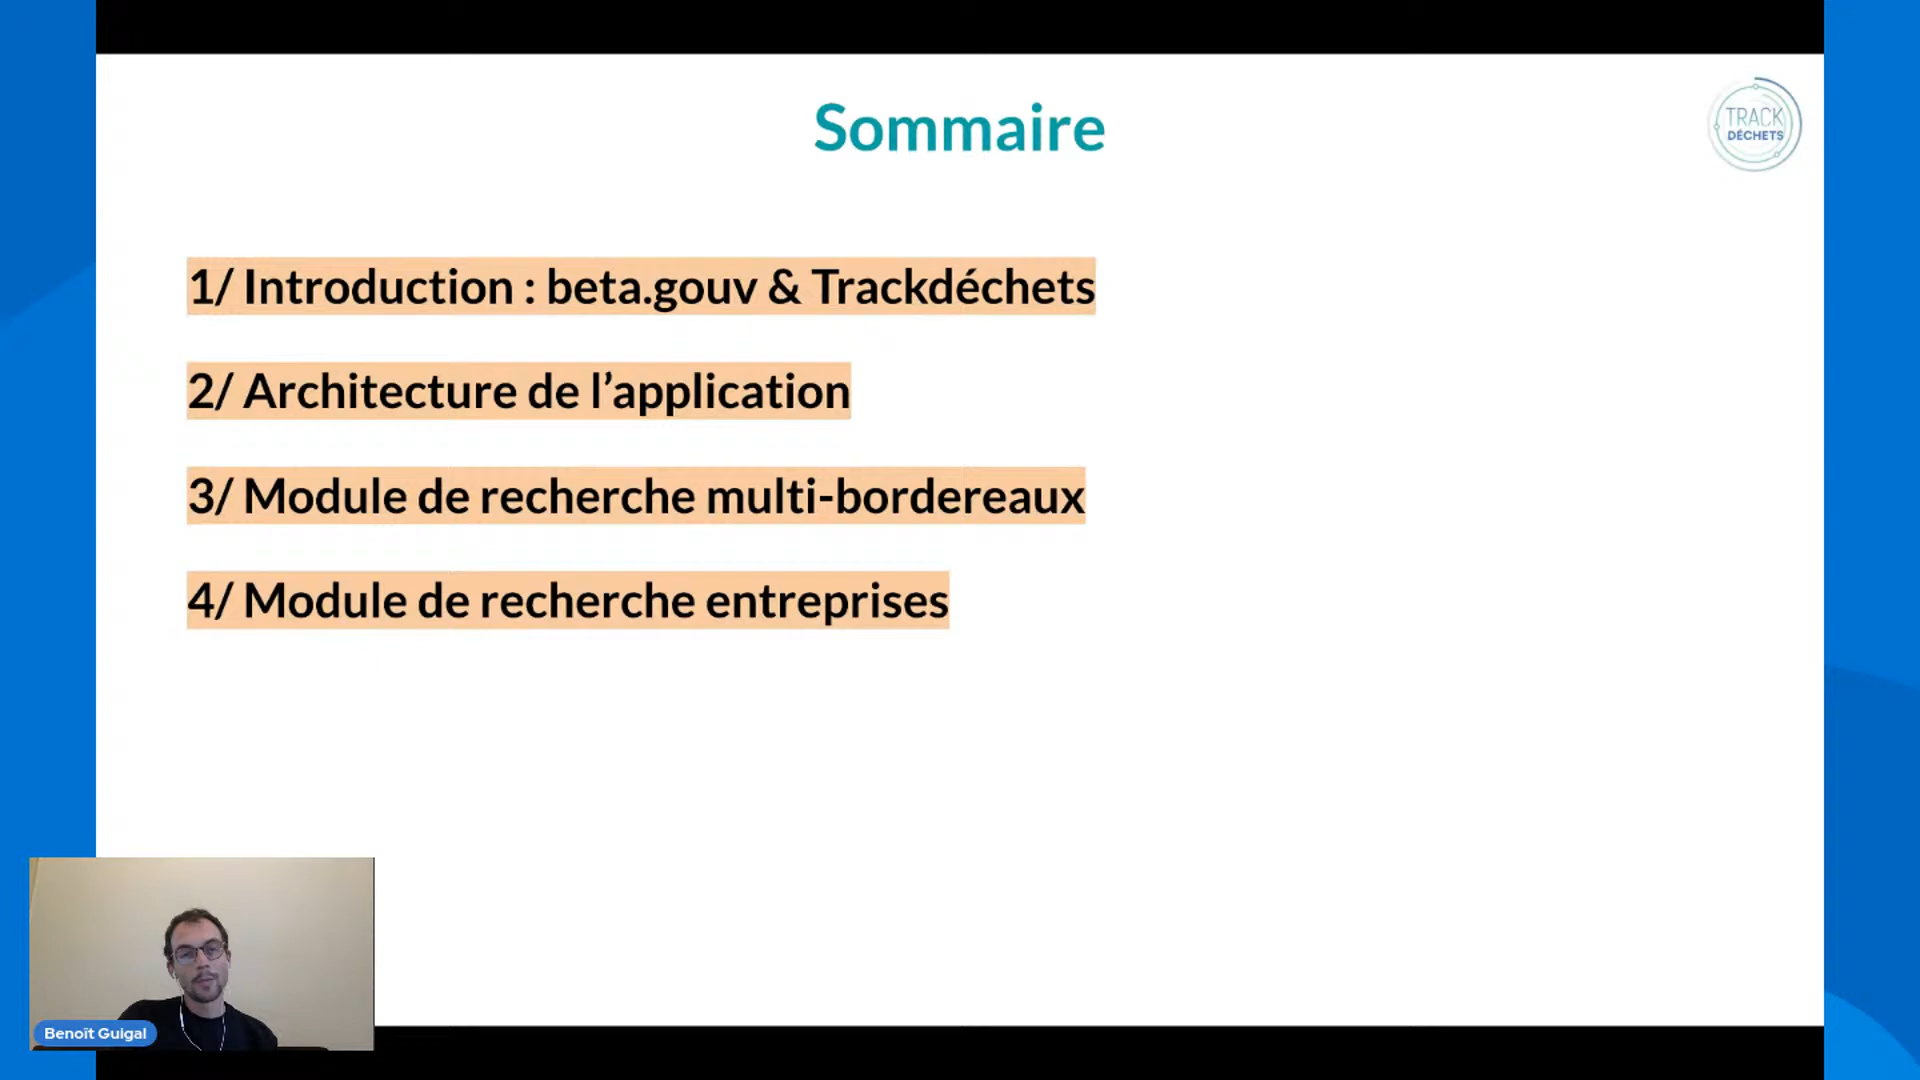 Sommaire
TRACK
DÉCHETS
1/ Introduction : beta.gouv & Trackdéchets
2/ Architecture de l’application
3/ Module de recherche multi-bordereaux
4/ Module de recherche entreprises
Benoît Guigal